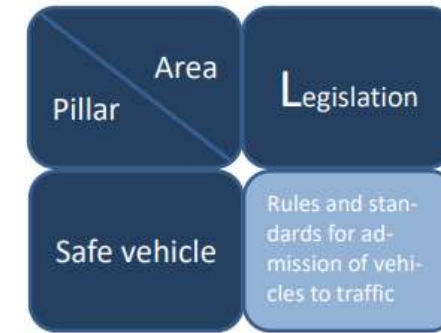 Area
Pillar
Legislation
Safe vehicle
Rules and stan-
dards for ad-
mission of vehi-
cles to traffic